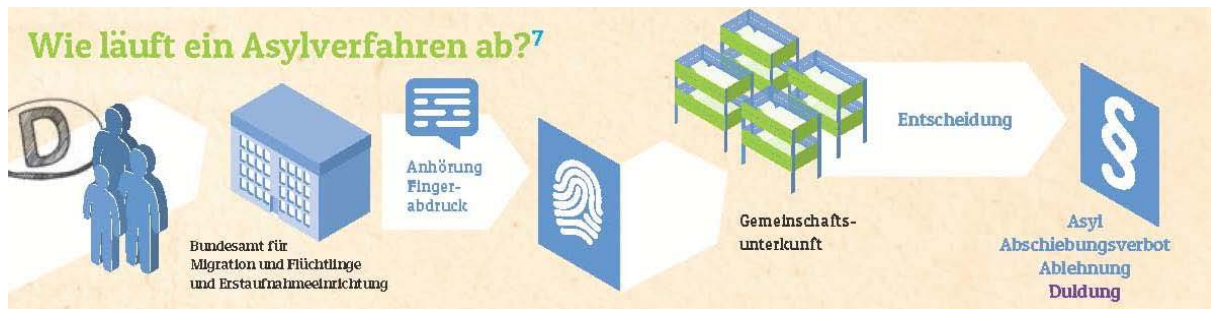 Wie läuft ein Asylverfahren ab?7
D
Bundesamt für
Migration und Flüchtlinge
und Erstaufnahmeeinrichtung
Anhörung
Finger-
abdruck
Gemeinschafts-
unterkunft
Entscheidung
§
Asyl
Abschiebungsverbot
Ablehnung
Duldung